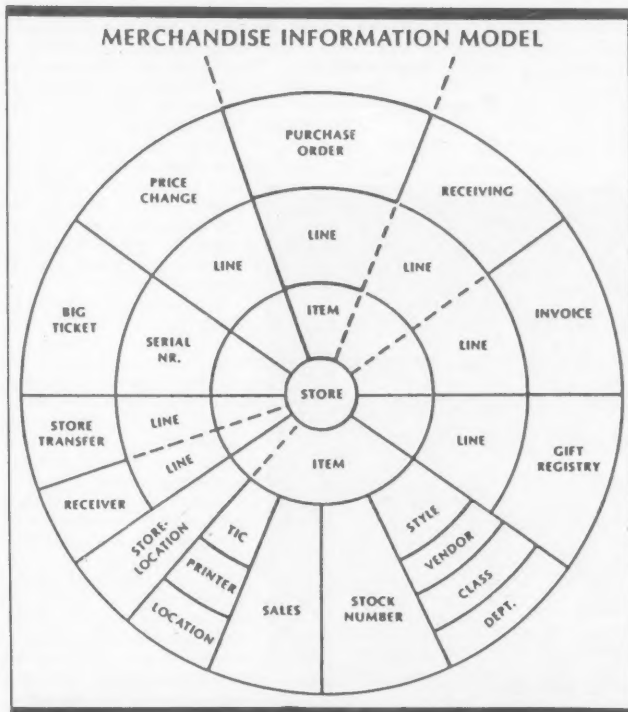 MERCHANDISE INFORMATION MODEL
PURCHASE
ORDER
PRICE
CHANGE
RECEIVING
LINE
LINE
LINE
ITEM
BIG
TICKET
SERIAL
NR.
LINE
INVOICE
STORE
STORE
TRANSFER
LINE
LINE
GIFT
REGISTRY
RECEIVER
LINE
ITEM
STORE-
LOCATION
TIC
PRINTER
LOCATION
SALES
STOCK
NUMBER
STYLE
VENDOR
CLASS
DEPT.